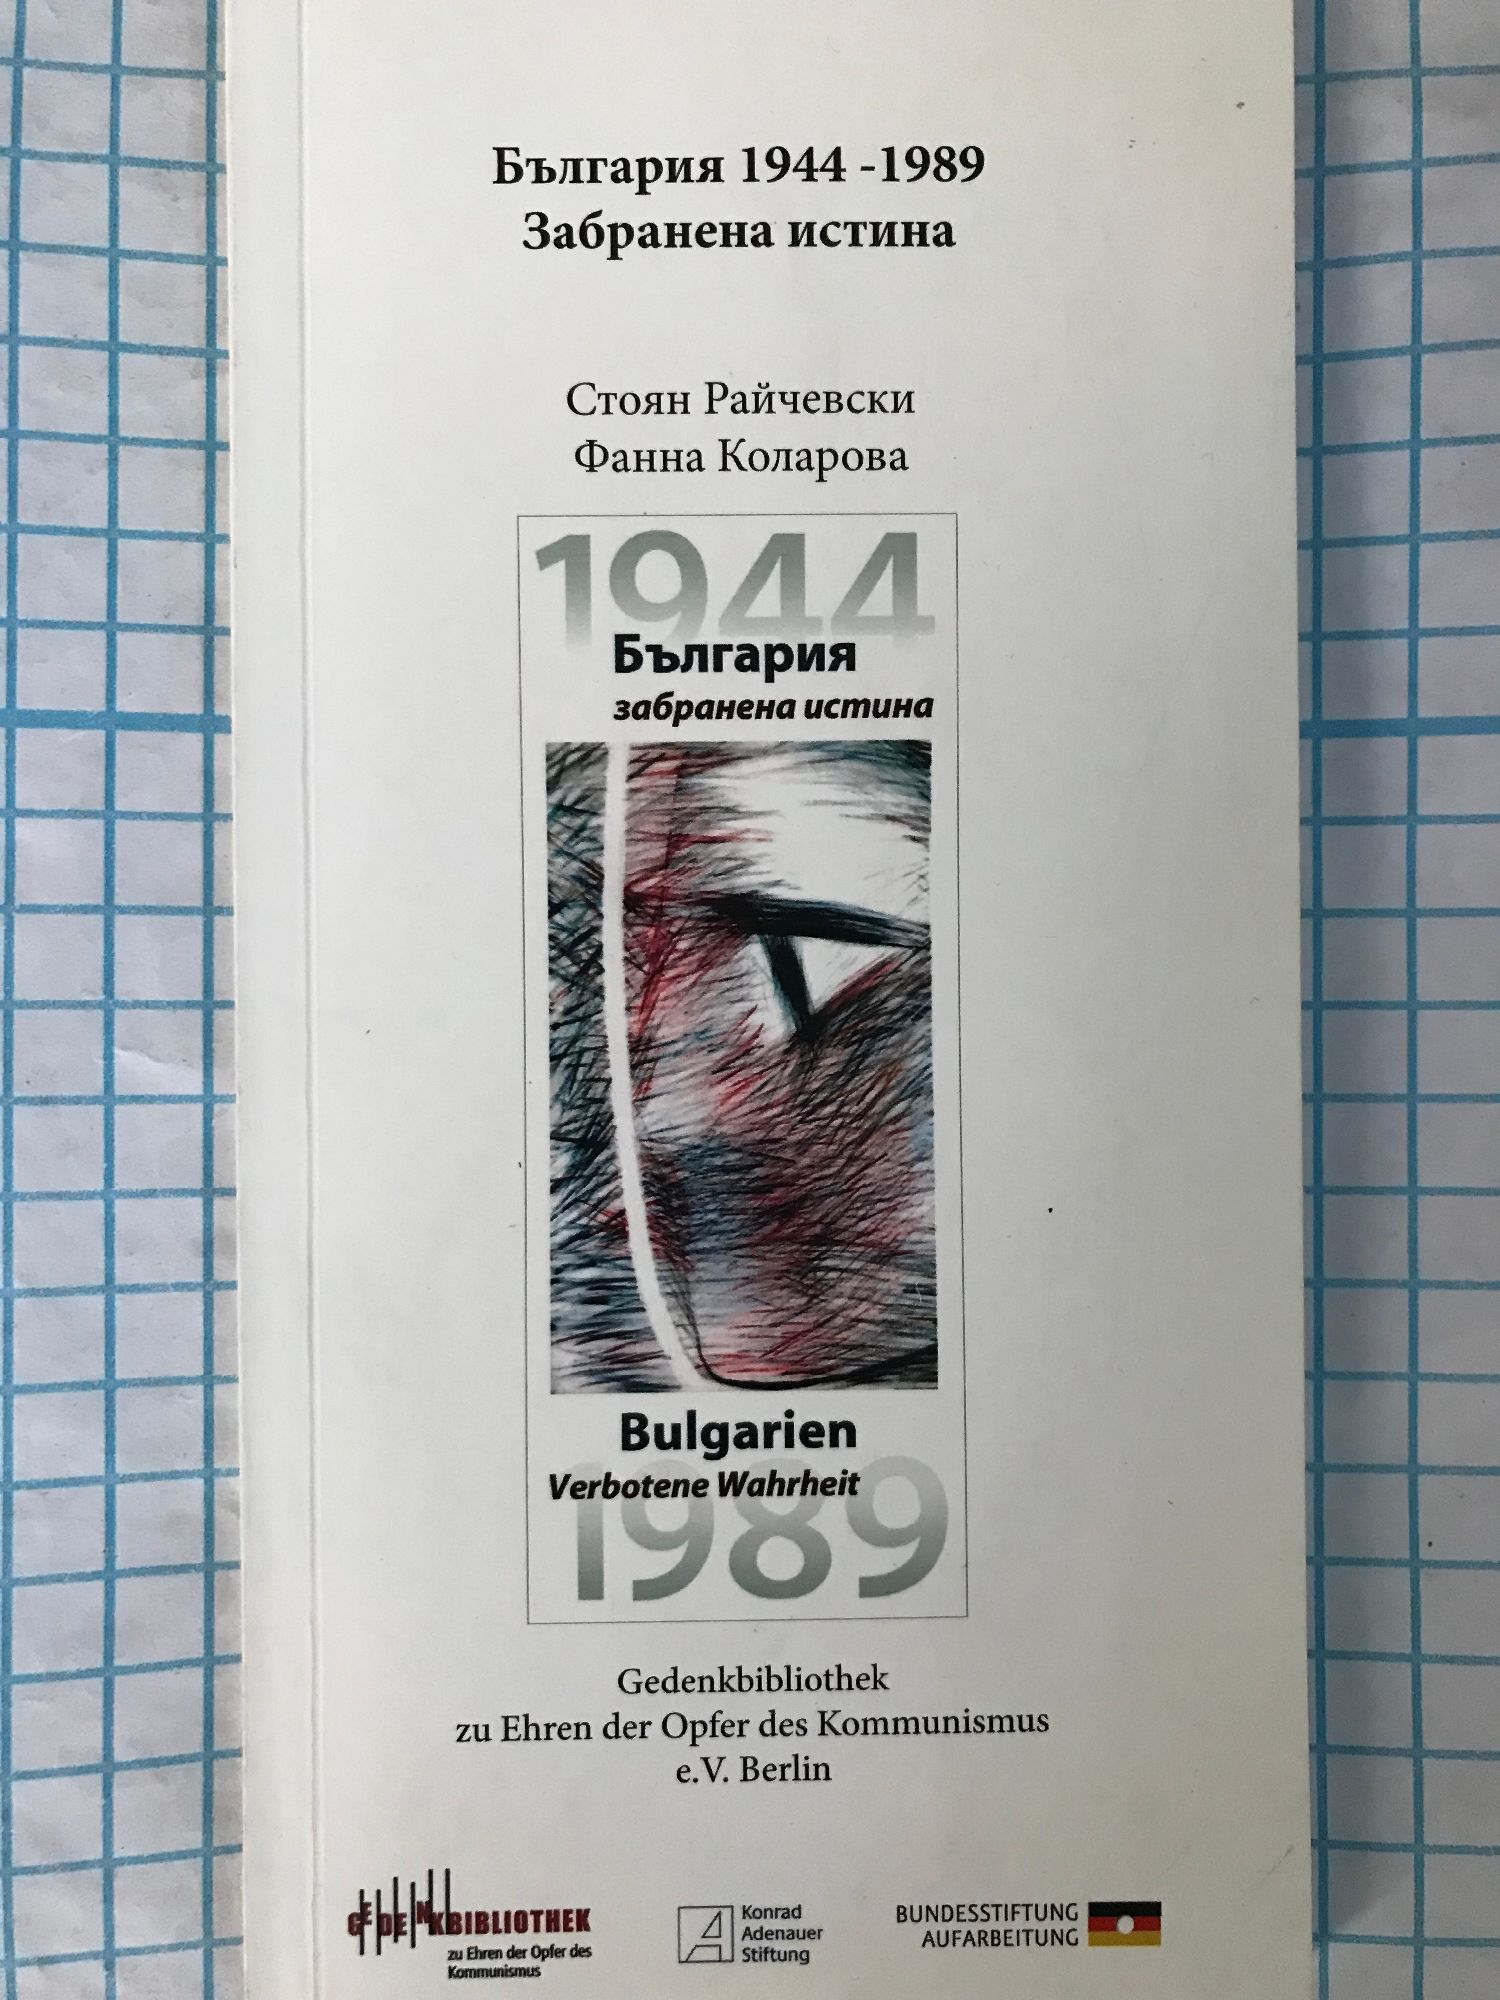 България 1944 -1989
Забранена истина
Стоян Райчевски
Фанна Коларова
1944
България
забранена истина
Bulgarien
Verbotene Wahrheit
1989
Gedenkbibliothek
zu Ehren der Opfer des Kommunismus
e.V. Berlin
GEDENKBIBLIOTHEK
zu Ehren der Opfer des
Kommunismus
Konrad
Adenauer
Stiftung
BUNDESSTIFTUNG
AUFARBEITUNG